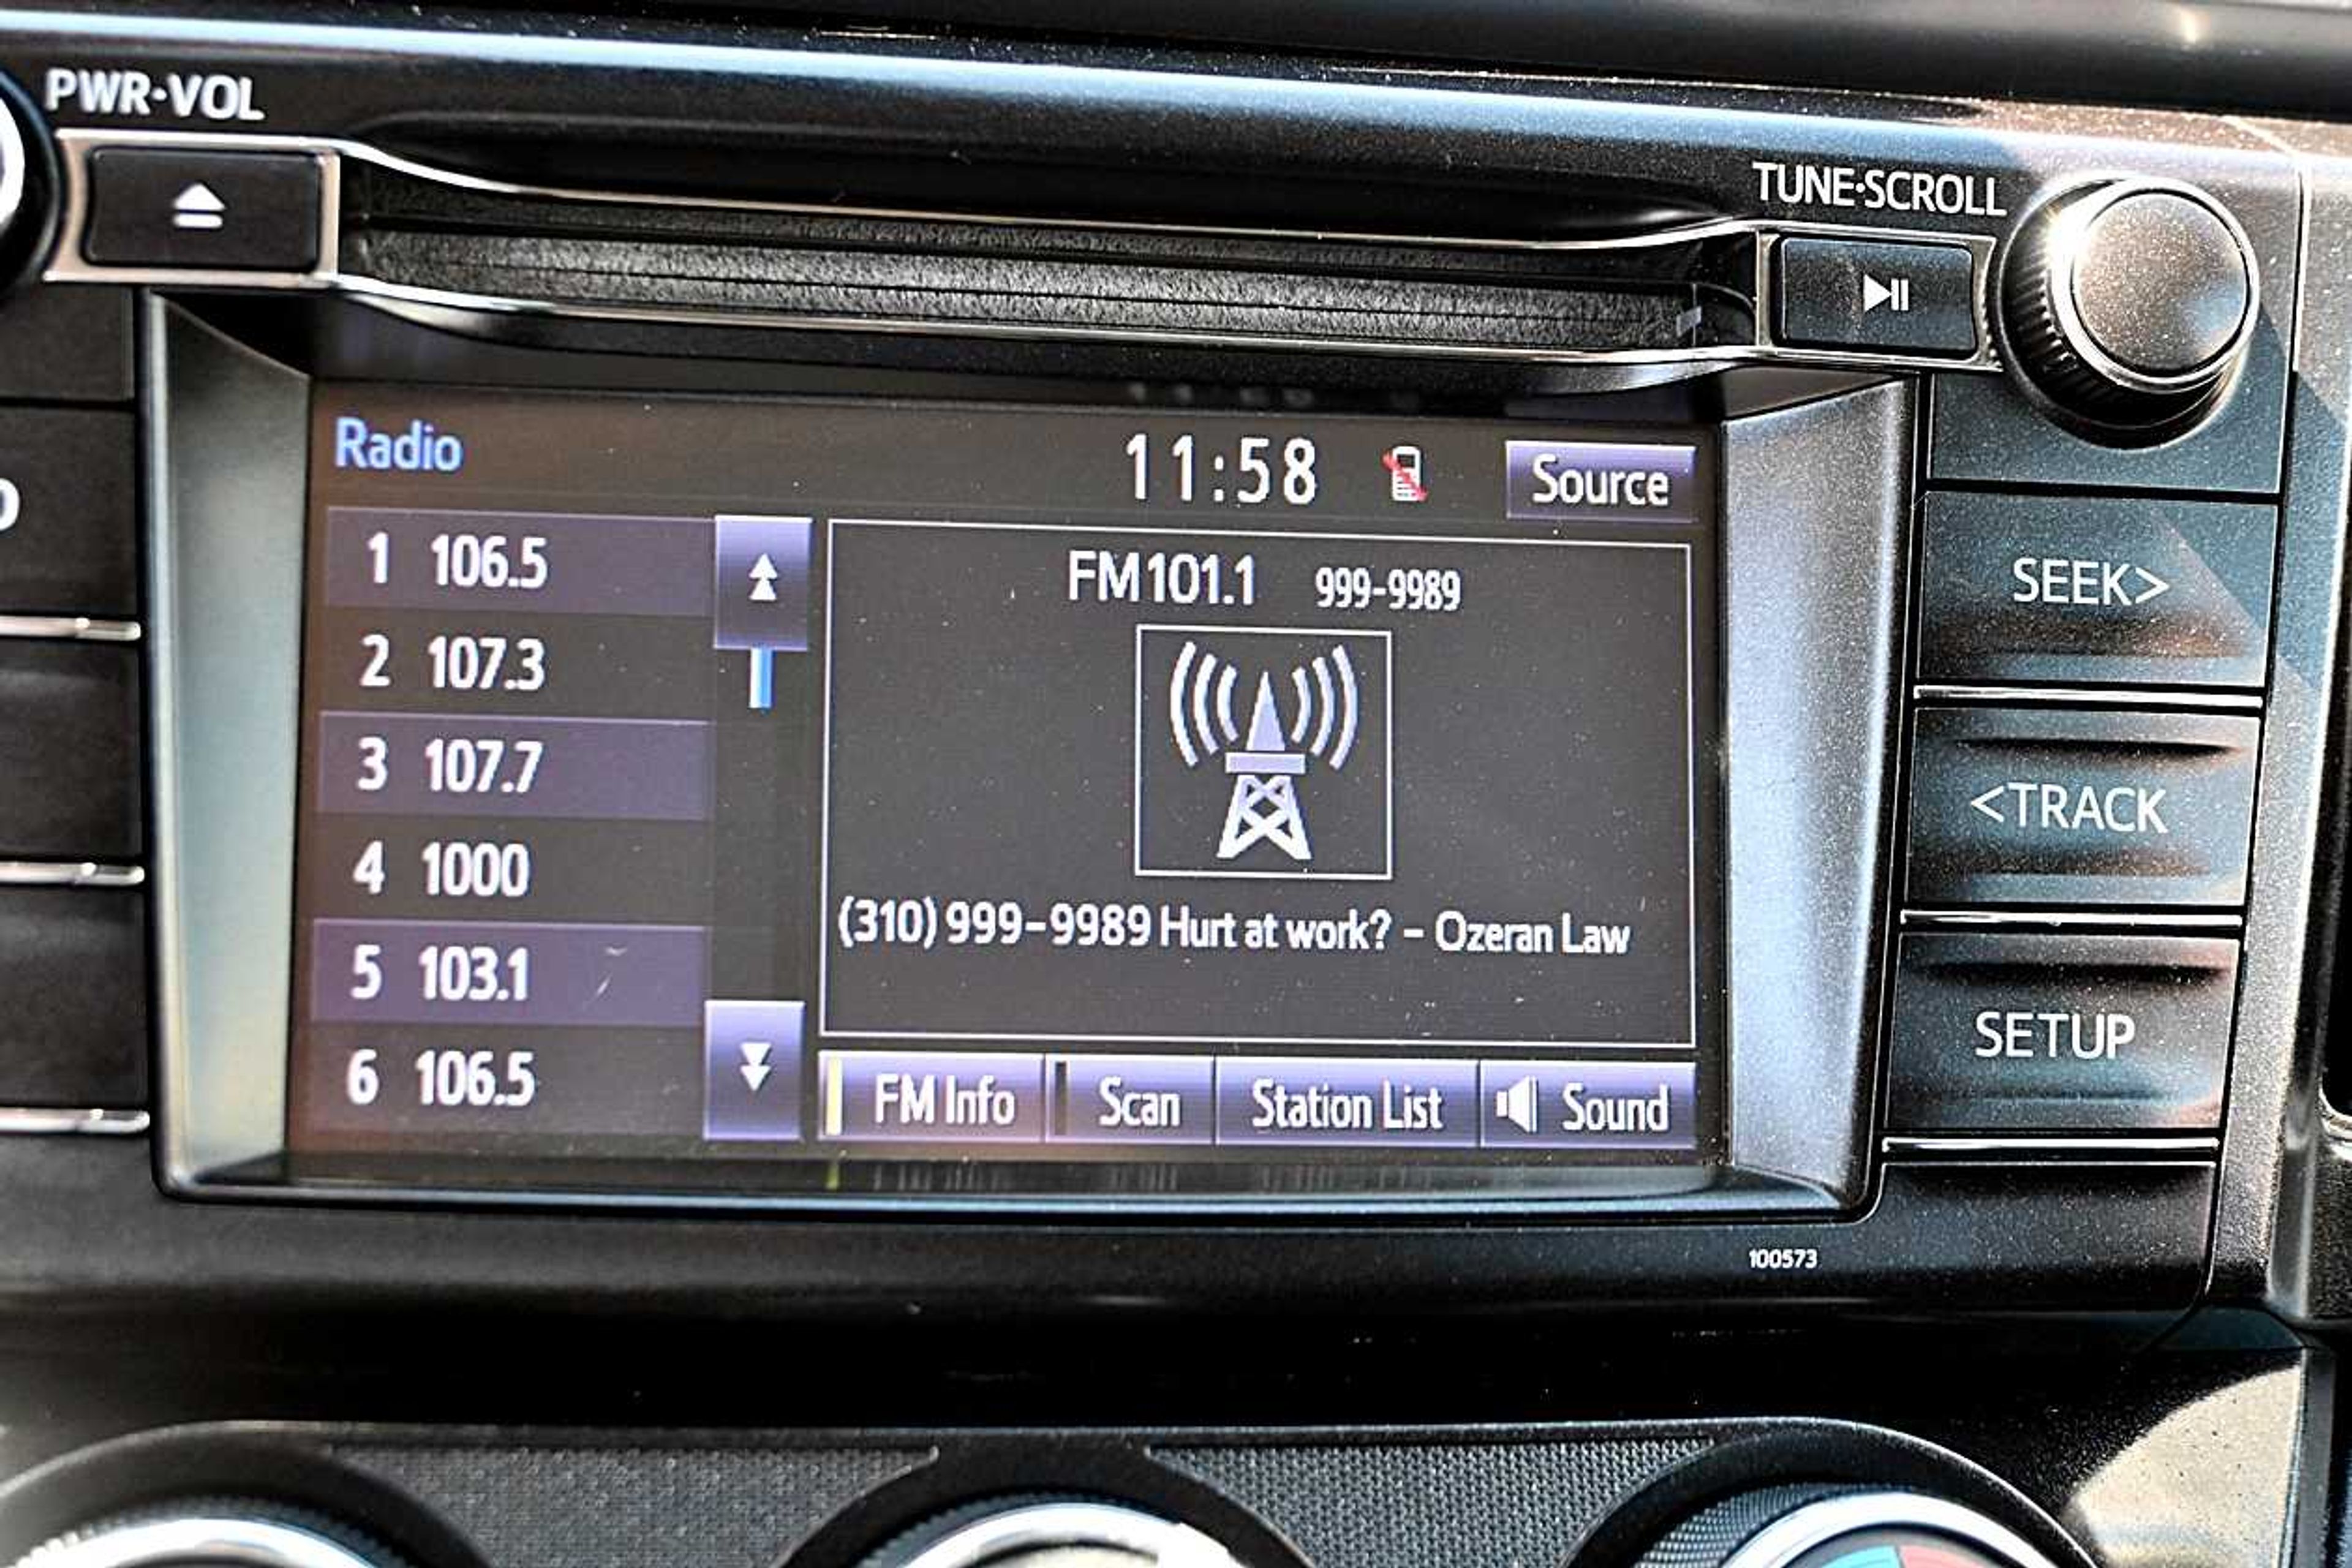 PWR·VOL
TUNE·SCROLL
Radio
11:58
Source
1 106.5
2 107.3
3 107.7
4 1000
5 103.1
6 106.5
FM 101.1 999-9989
(310) 999-9989 Hurt at work? - Ozeran Law
FM Info
Scan
Station List
Sound
SEEK>
<TRACK
SETUP
100573